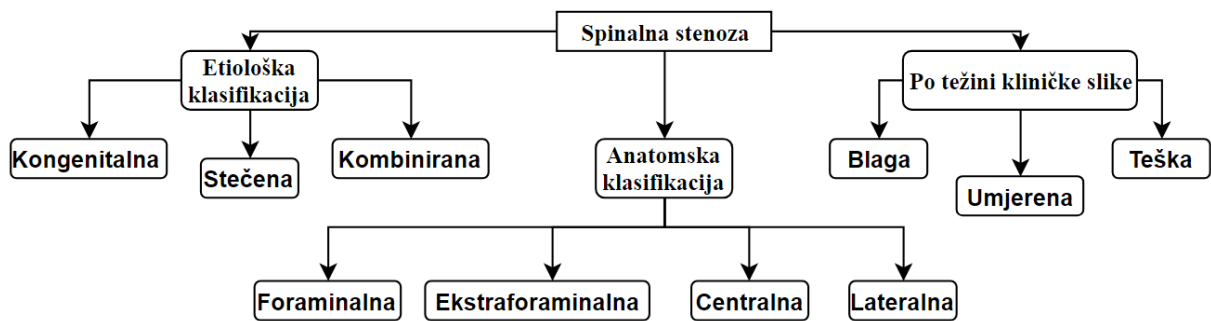 Spinalna stenoza
Etiološka
klasifikacija
Po težini kliničke slike
Kongenitalna
Stečena
Kombinirana
Anatomska
klasifikacija
Blaga
Umjerena
Teška
Foraminalna
Ekstraforaminalna
Centralna
Lateralna